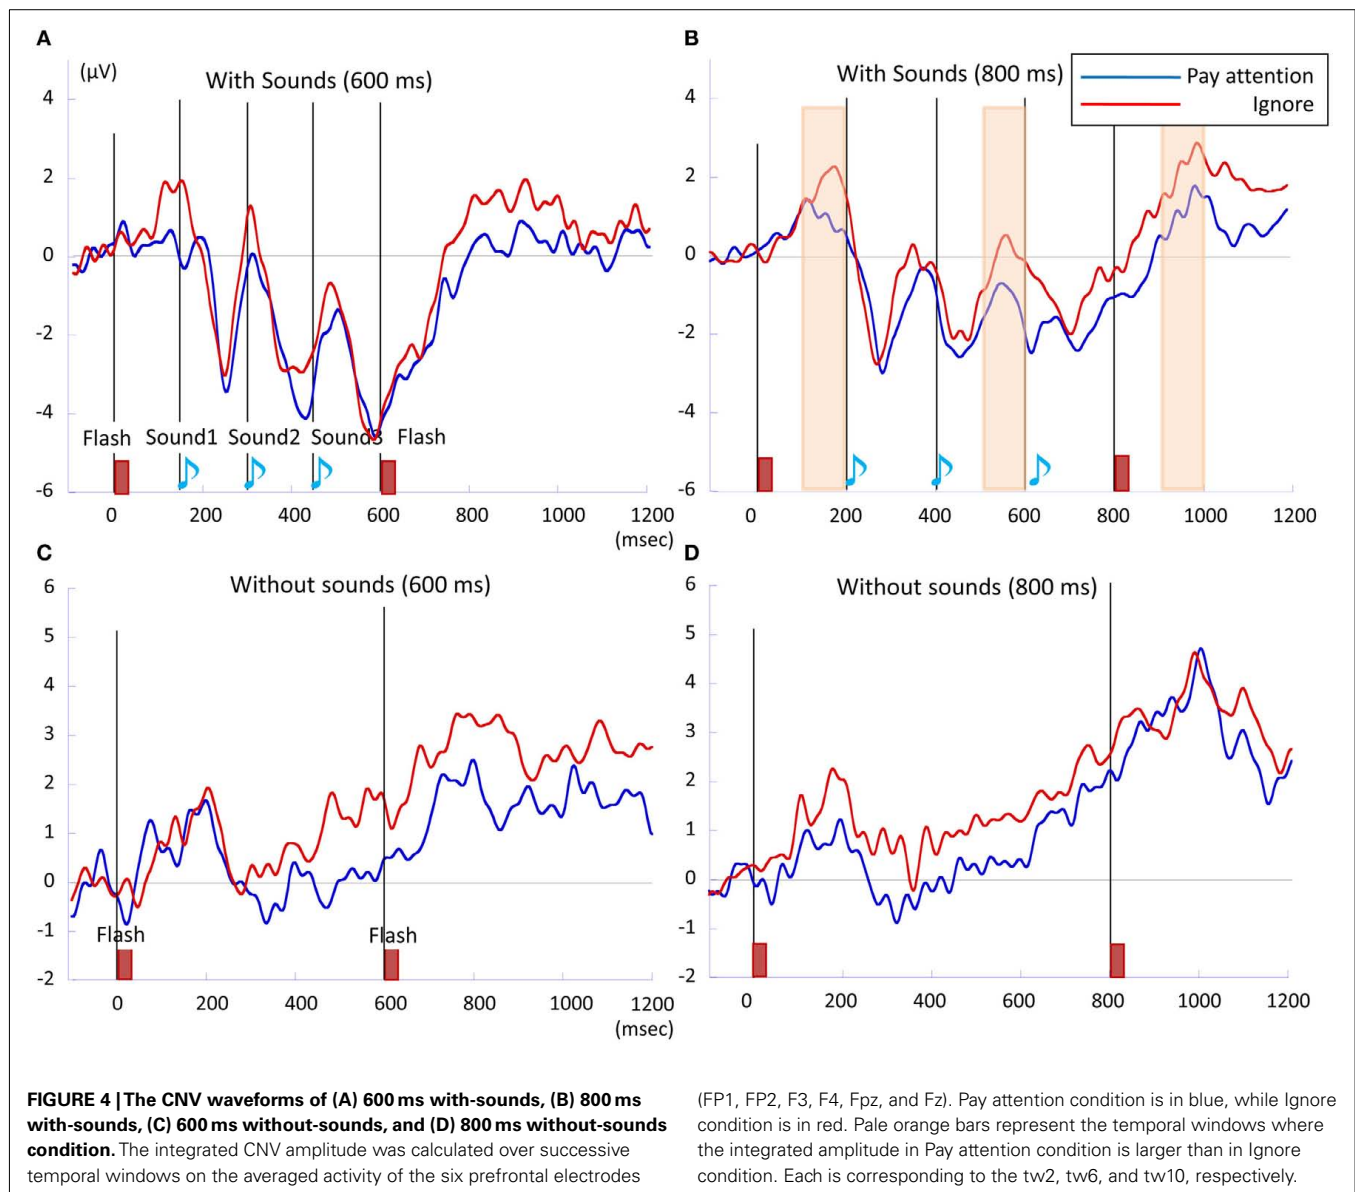 A
(μV)
With Sounds (600 ms)
4
2
0
-2
-4
-6
Flash Sound1 Sound2 Sound3 Flash
0 200 400 600 800 1000 1200
(msec)
B
With Sounds (800 ms)
Pay attention
Ignore
4
2
0
-2
-4
-6
0 200 400 600 800 1000 1200
C
Without sounds (600 ms)
6
5
4
3
2
1
0
-1
-2
Flash Flash
0 200 400 600 800 1000 1200
(msec)
D
Without sounds (800 ms)
6
5
4
3
2
1
0
-1
-2
0 200 400 600 800 1000 1200
FIGURE 4 | The CNV waveforms of (A) 600 ms with-sounds, (B) 800 ms
with-sounds, (C) 600 ms without-sounds, and (D) 800 ms without-sounds
condition. The integrated CNV amplitude was calculated over successive
temporal windows on the averaged activity of the six prefrontal electrodes
(FP1, FP2, F3, F4, Fpz, and Fz). Pay attention condition is in blue, while Ignore
condition is in red. Pale orange bars represent the temporal windows where
the integrated amplitude in Pay attention condition is larger than in Ignore
condition. Each is corresponding to the tw2, tw6, and tw10, respectively.